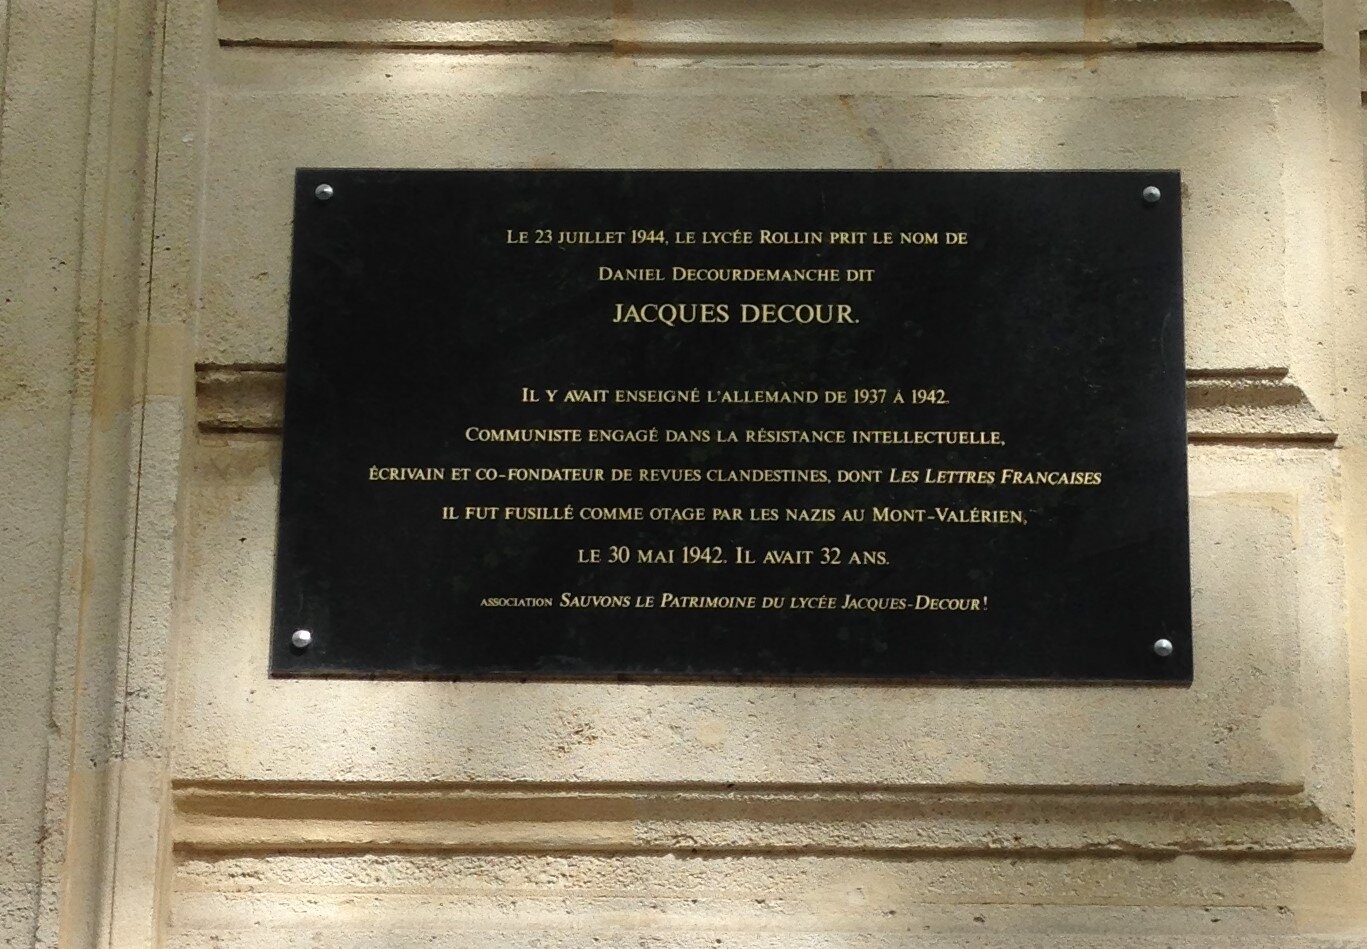 Le 23 juillet 1944, le lycée Rollin prit le nom de
Daniel Decourdemanche dit
JACQUES DECOUR.
Il y avait enseigné l'allemand de 1937 à 1942.
Communiste engagé dans la résistance intellectuelle,
écrivain et co-fondateur de revues clandestines, dont Les Lettres Françaises
il fut fusillé comme otage par les nazis au Mont-Valérien,
le 30 mai 1942. Il avait 32 ans.
association Sauvons le Patrimoine du lycée Jacques-Decour!